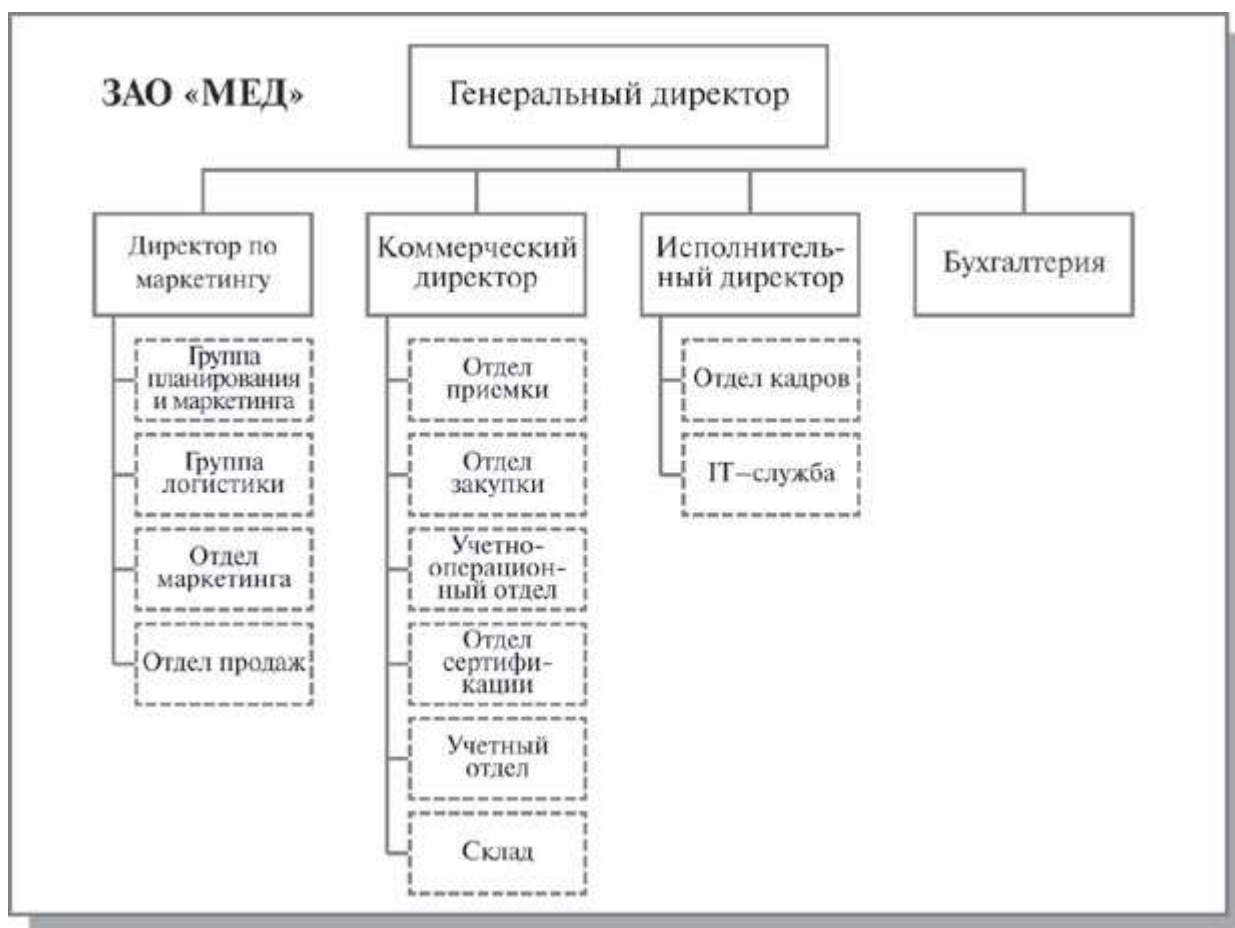 ЗАО «МЕД»
Генеральный директор
Директор по
маркетингу
Коммерческий
директор
Исполнитель-
ный директор
Бухгалтерия
Группа
планирования
и маркетинга
Группа
логистики
Отдел
маркетинга
Отдел продаж
Отдел
приемки
Отдел
закупки
Учетно-
операцион-
ный отдел
Отдел
сертифи-
кации
Учетный
отдел
Склад
Отдел кадров
IT–служба